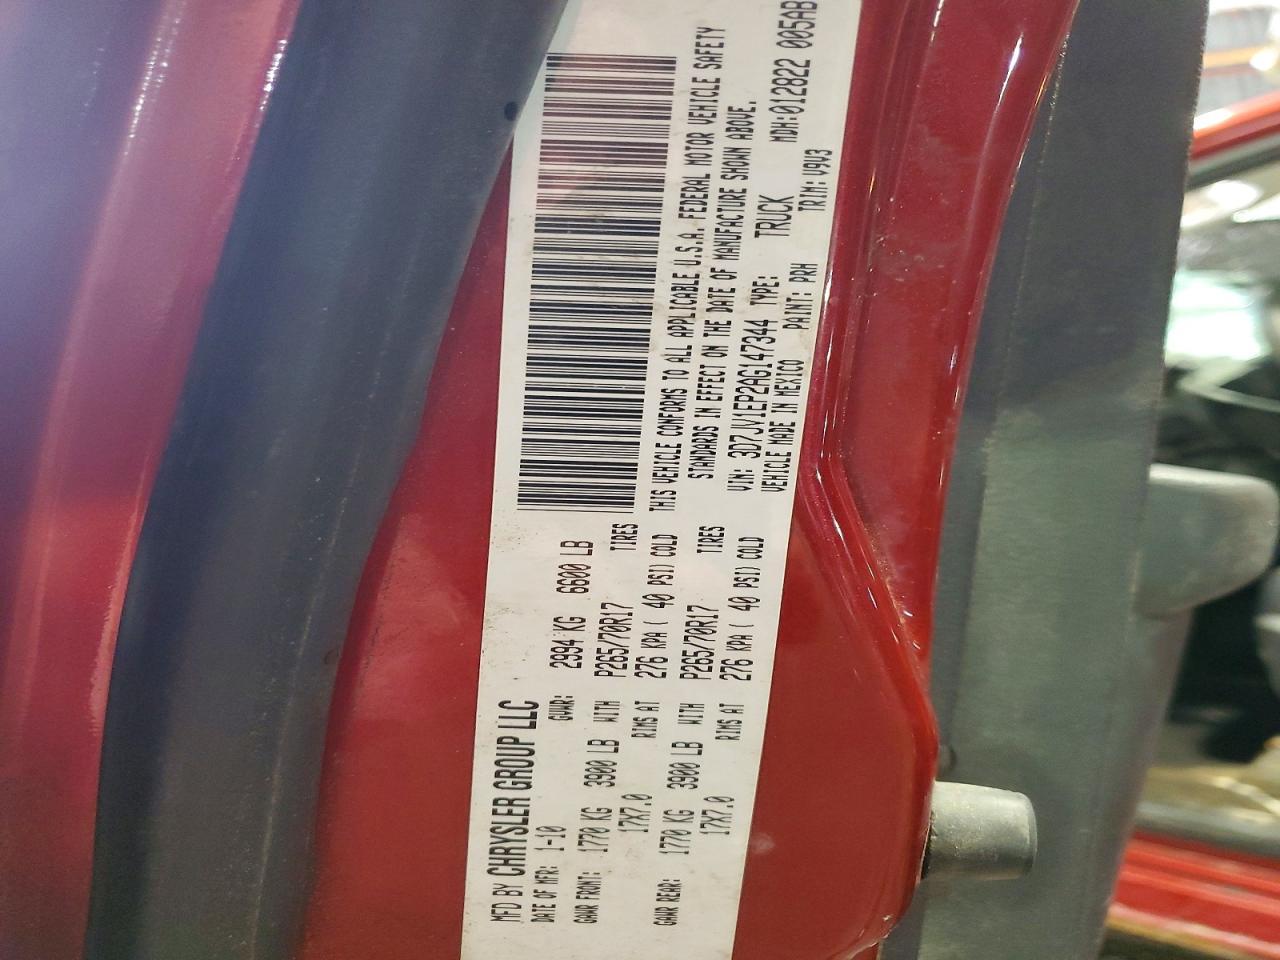 MFD BY CHRYSLER GROUP LLC
DATE OF MFR: 1-10 GVWR: 2994 KG 6600 LB
GAWR FRONT: 1770 KG 3900 LB WITH P265/70R17 TIRES
17X7.0 RIMS AT 276 KPA ( 40 PSI) COLD
GAWR REAR: 1770 KG 3900 LB WITH P265/70R17 TIRES
17X7.0 RIMS AT 276 KPA ( 40 PSI) COLD
THIS VEHICLE CONFORMS TO ALL APPLICABLE U.S.A. FEDERAL MOTOR VEHICLE SAFETY
STANDARDS IN EFFECT ON THE DATE OF MANUFACTURE SHOWN ABOVE.
VIN: 3D7JV1EP2AG147344 TYPE: TRUCK MDH:012822 005AB
VEHICLE MADE IN MEXICO PAINT: PRH TRIM: V9V3